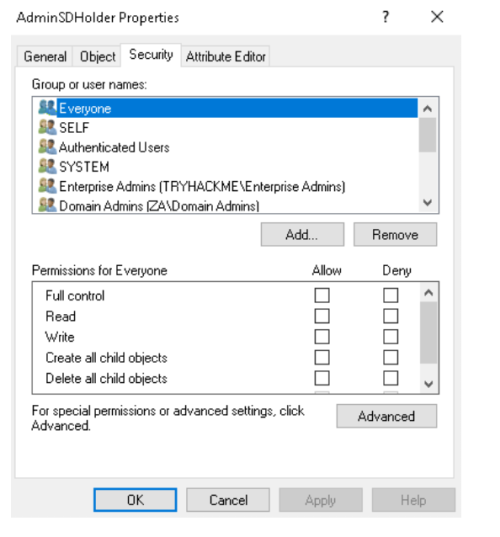 AdminSDHolder Properties ? ×
General Object Security Attribute Editor
Group or user names:
Everyone
SELF
Authenticated Users
SYSTEM
Enterprise Admins (TRYHACKME\Enterprise Admins)
Domain Admins (ZA\Domain Admins)
Add... Remove
Permissions for Everyone Allow Deny
Full control
Read
Write
Create all child objects
Delete all child objects
For special permissions or advanced settings, click
Advanced.
Advanced
OK Cancel Apply Help